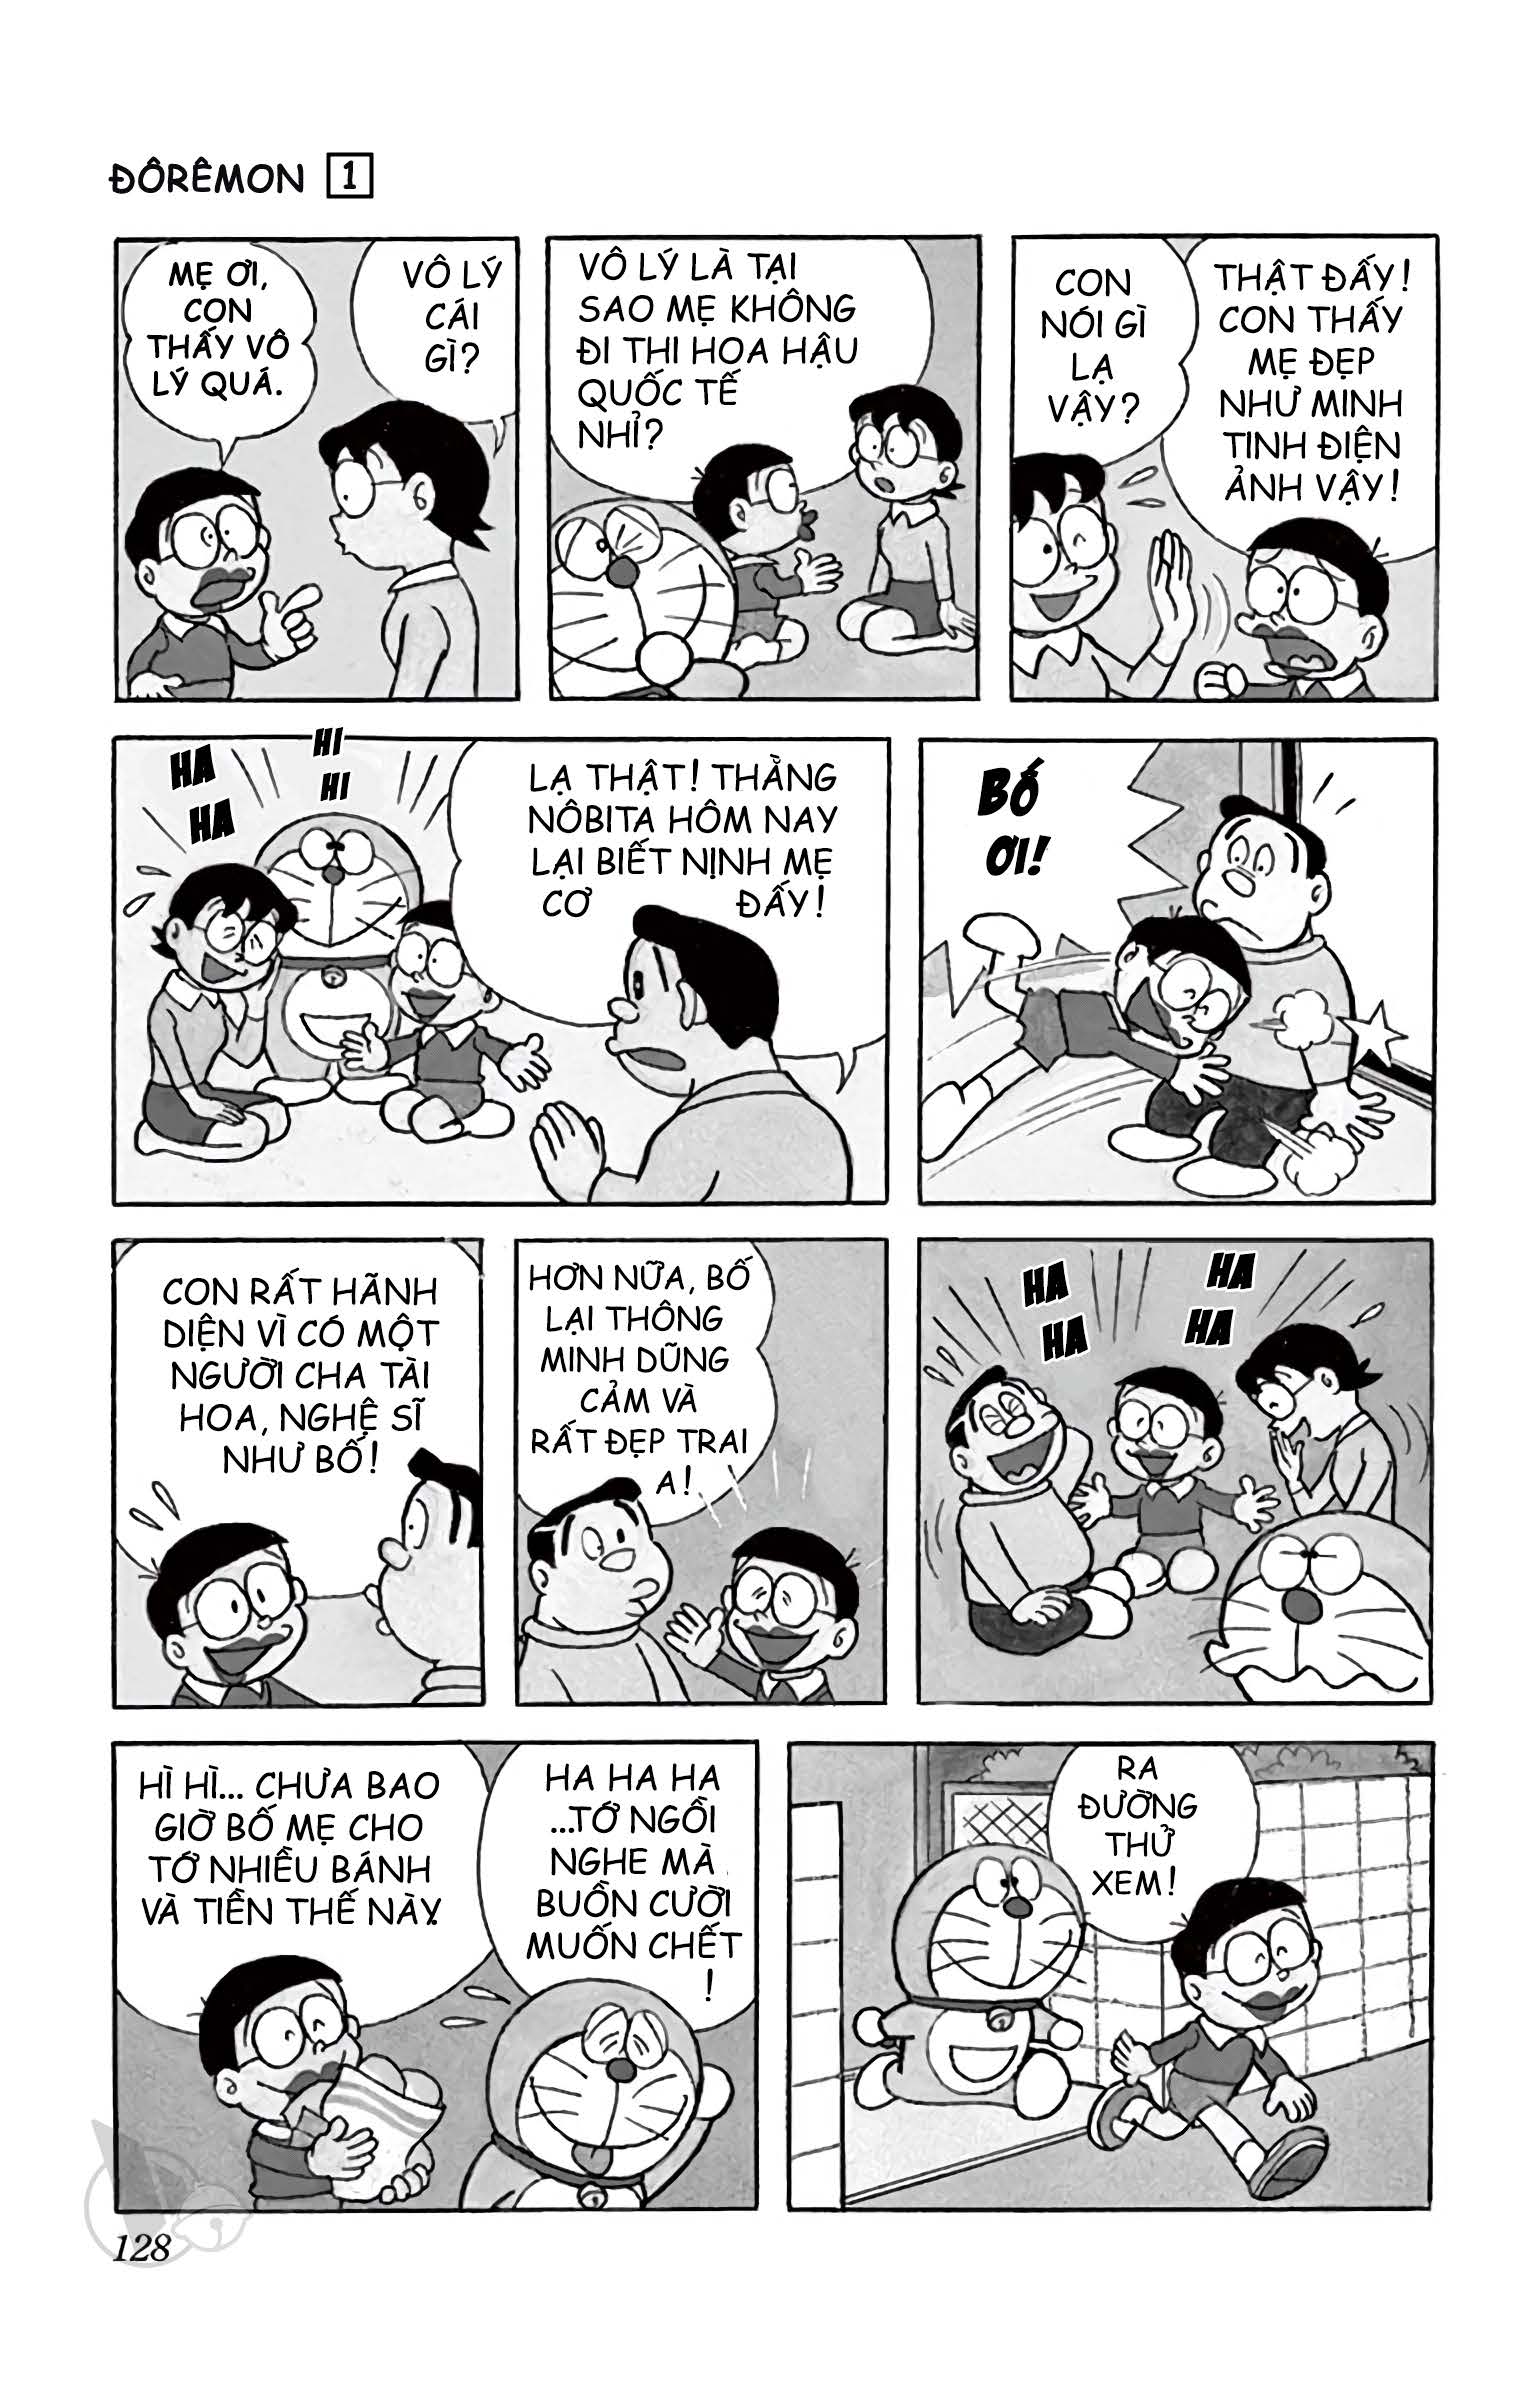 ĐÔRÊMON 1
MẸ ƠI,
CON
THẤY VÔ
LÝ QUÁ.
VÔ LÝ
CÁI
GÌ?
VÔ LÝ LÀ TẠI
SAO MẸ KHÔNG
ĐI THI HOA HẬU
QUỐC TẾ
NHỈ?
CON
NÓI GÌ
LẠ
VẬY?
THẬT ĐẤY!
CON THẤY
MẸ ĐẸP
NHƯ MINH
TINH ĐIỆN
ẢNH VẬY!
HA
HA
HI
HI
LẠ THẬT! THẰNG
NÔBITA HÔM NAY
LẠI BIẾT NỊNH MẸ
CƠ ĐẤY!
BỐ
ƠI!
CON RẤT HÃNH
DIỆN VÌ CÓ MỘT
NGƯỜI CHA TÀI
HOA, NGHỆ SĨ
NHƯ BỐ!
HƠN NỮA, BỐ
LẠI THÔNG
MINH DŨNG
CẢM VÀ
RẤT ĐẸP TRAI
Ạ!
HA
HA
HA
HA
HÌ HÌ... CHƯA BAO
GIỜ BỐ MẸ CHO
TỚ NHIỀU BÁNH
VÀ TIỀN THẾ NÀY.
HA HA HA
...TỚ NGỒI
NGHE MÀ
BUỒN CƯỜI
MUỐN CHẾT
!
RA
ĐƯỜNG
THỬ
XEM!
128